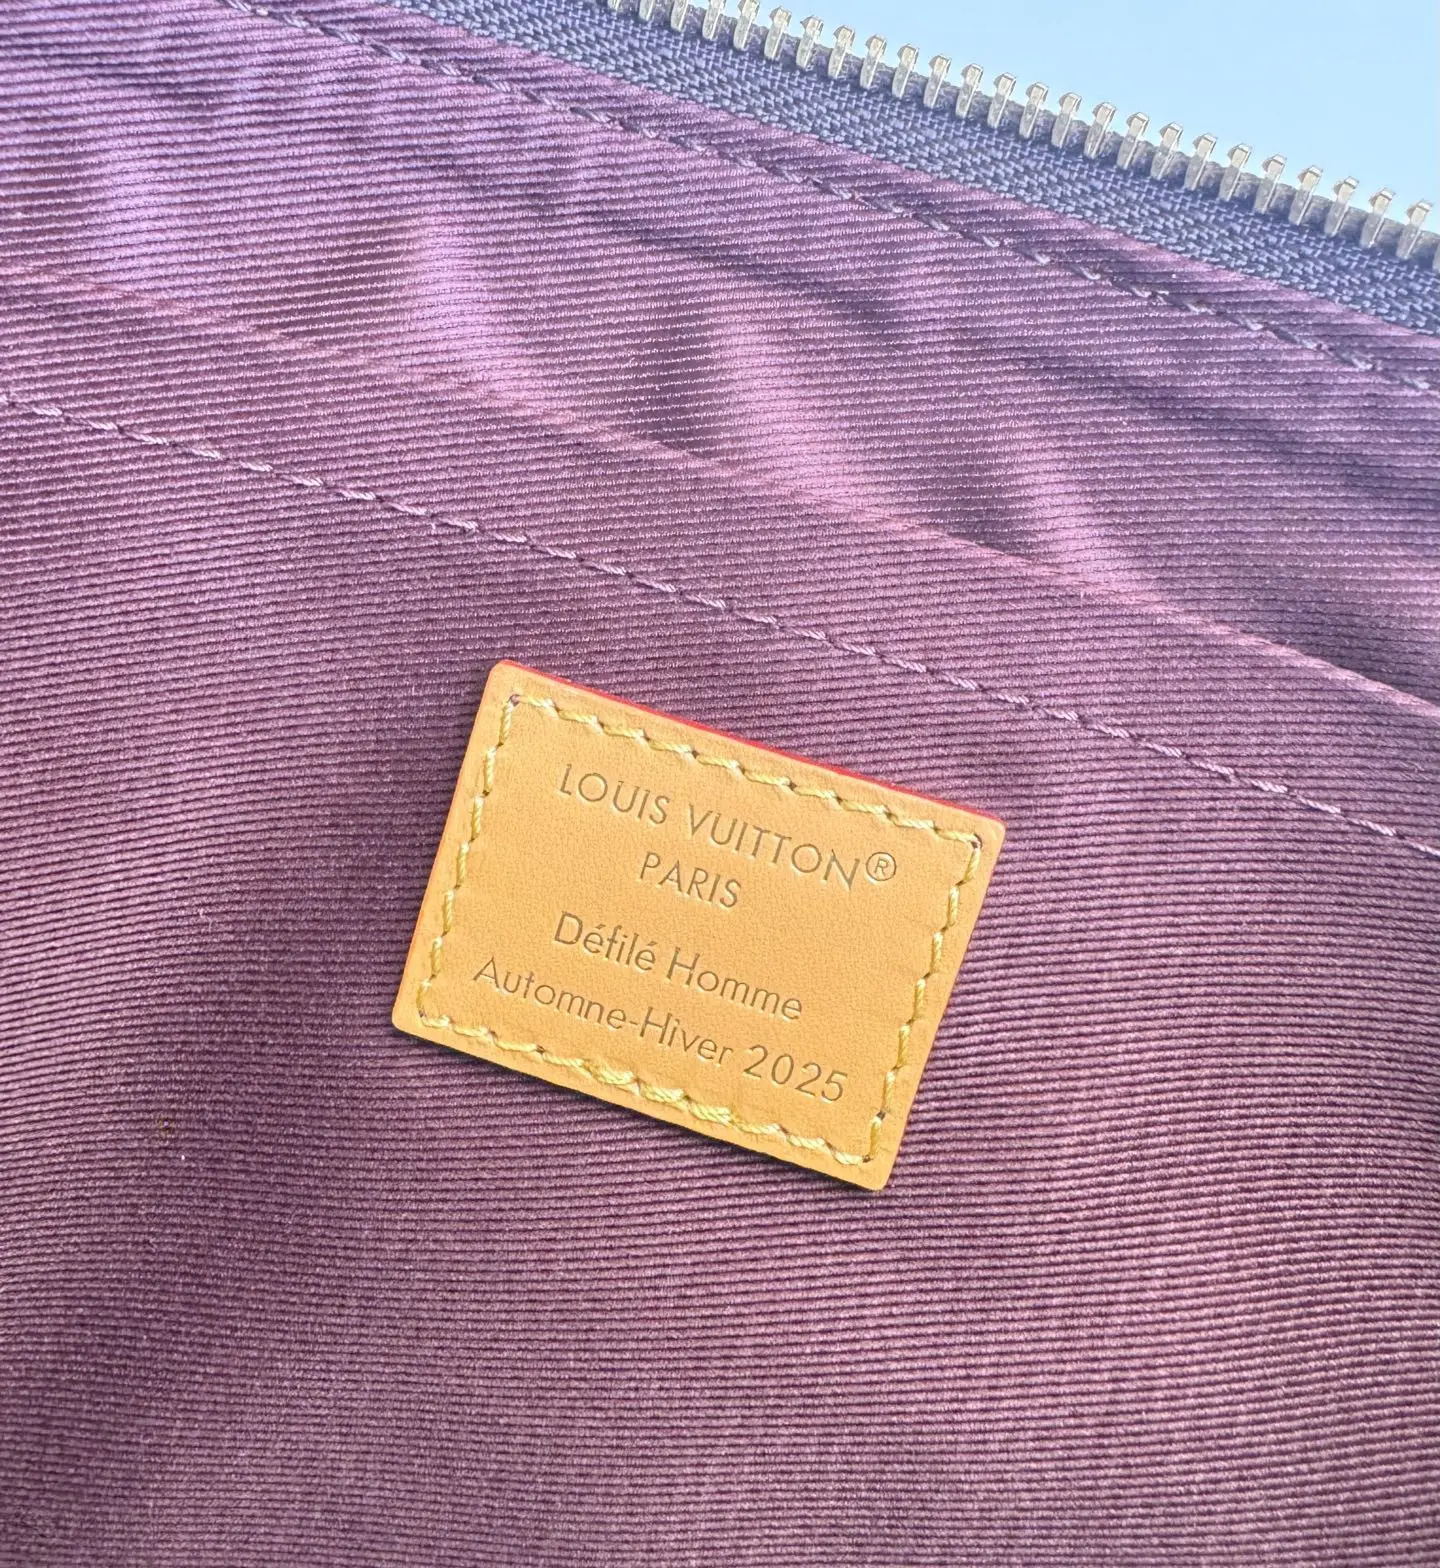 LOUIS VUITTON®
PARIS
Défilé Homme
Automne-Hiver 2025